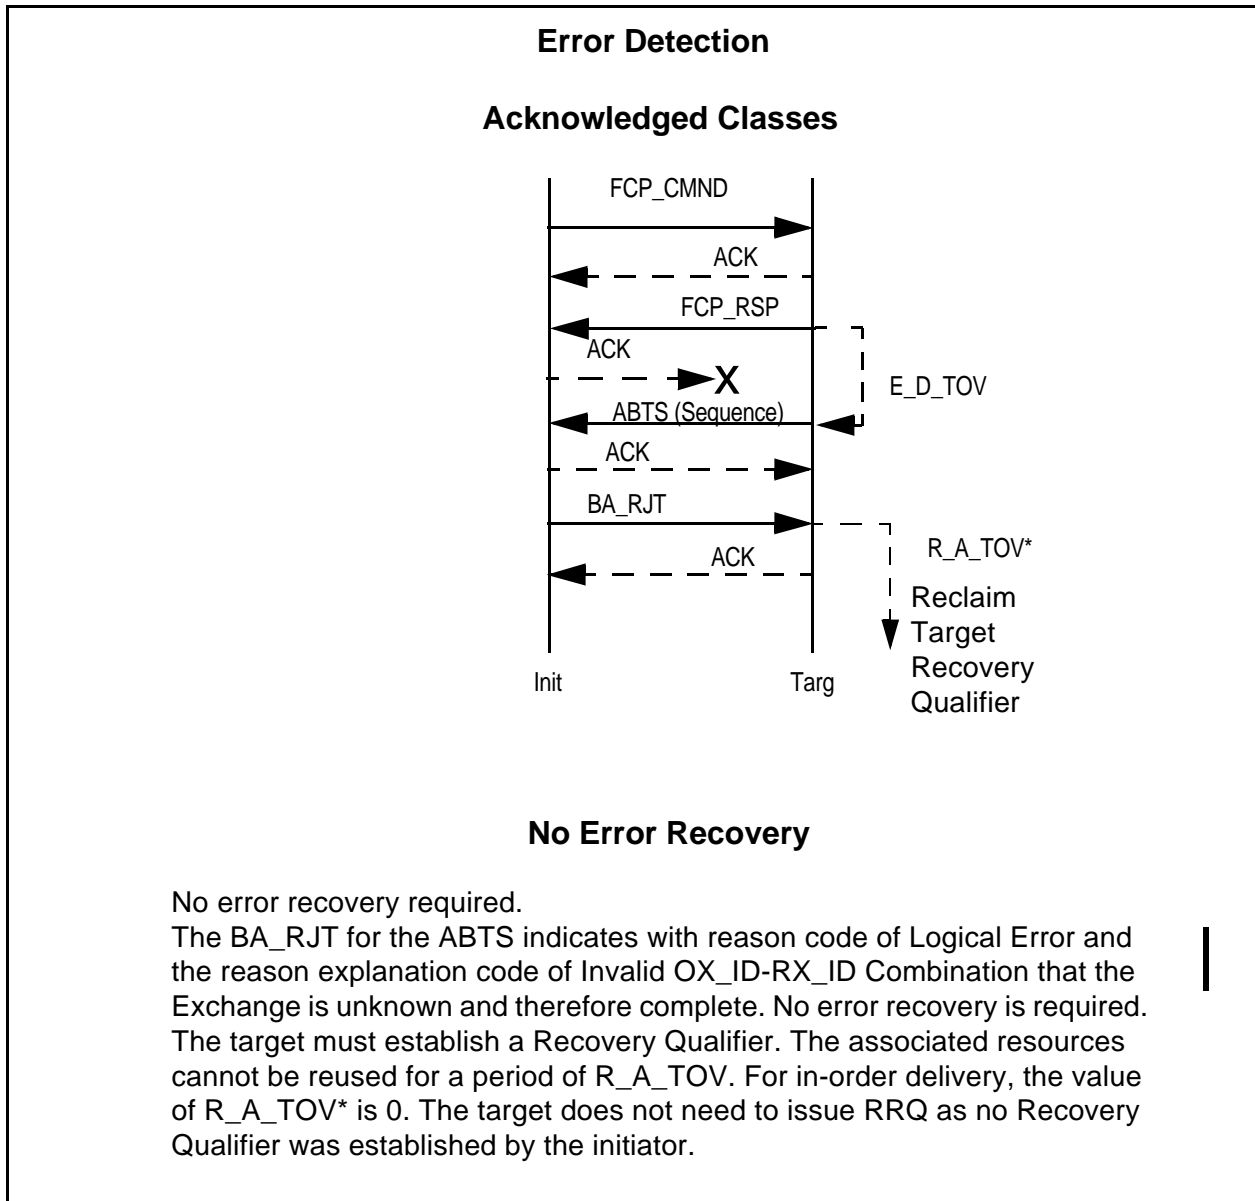 Error Detection
Acknowledged Classes
FCP_CMND
ACK
FCP_RSP
ACK
X
E_D_TOV
ABTS (Sequence)
ACK
BA_RJT
R_A_TOV*
ACK
Reclaim
Target
Recovery
Qualifier
Init
Targ
No Error Recovery
No error recovery required.
The BA_RJT for the ABTS indicates with reason code of Logical Error and
the reason explanation code of Invalid OX_ID-RX_ID Combination that the
Exchange is unknown and therefore complete. No error recovery is required.
The target must establish a Recovery Qualifier. The associated resources
cannot be reused for a period of R_A_TOV. For in-order delivery, the value
of R_A_TOV* is 0. The target does not need to issue RRQ as no Recovery
Qualifier was established by the initiator.